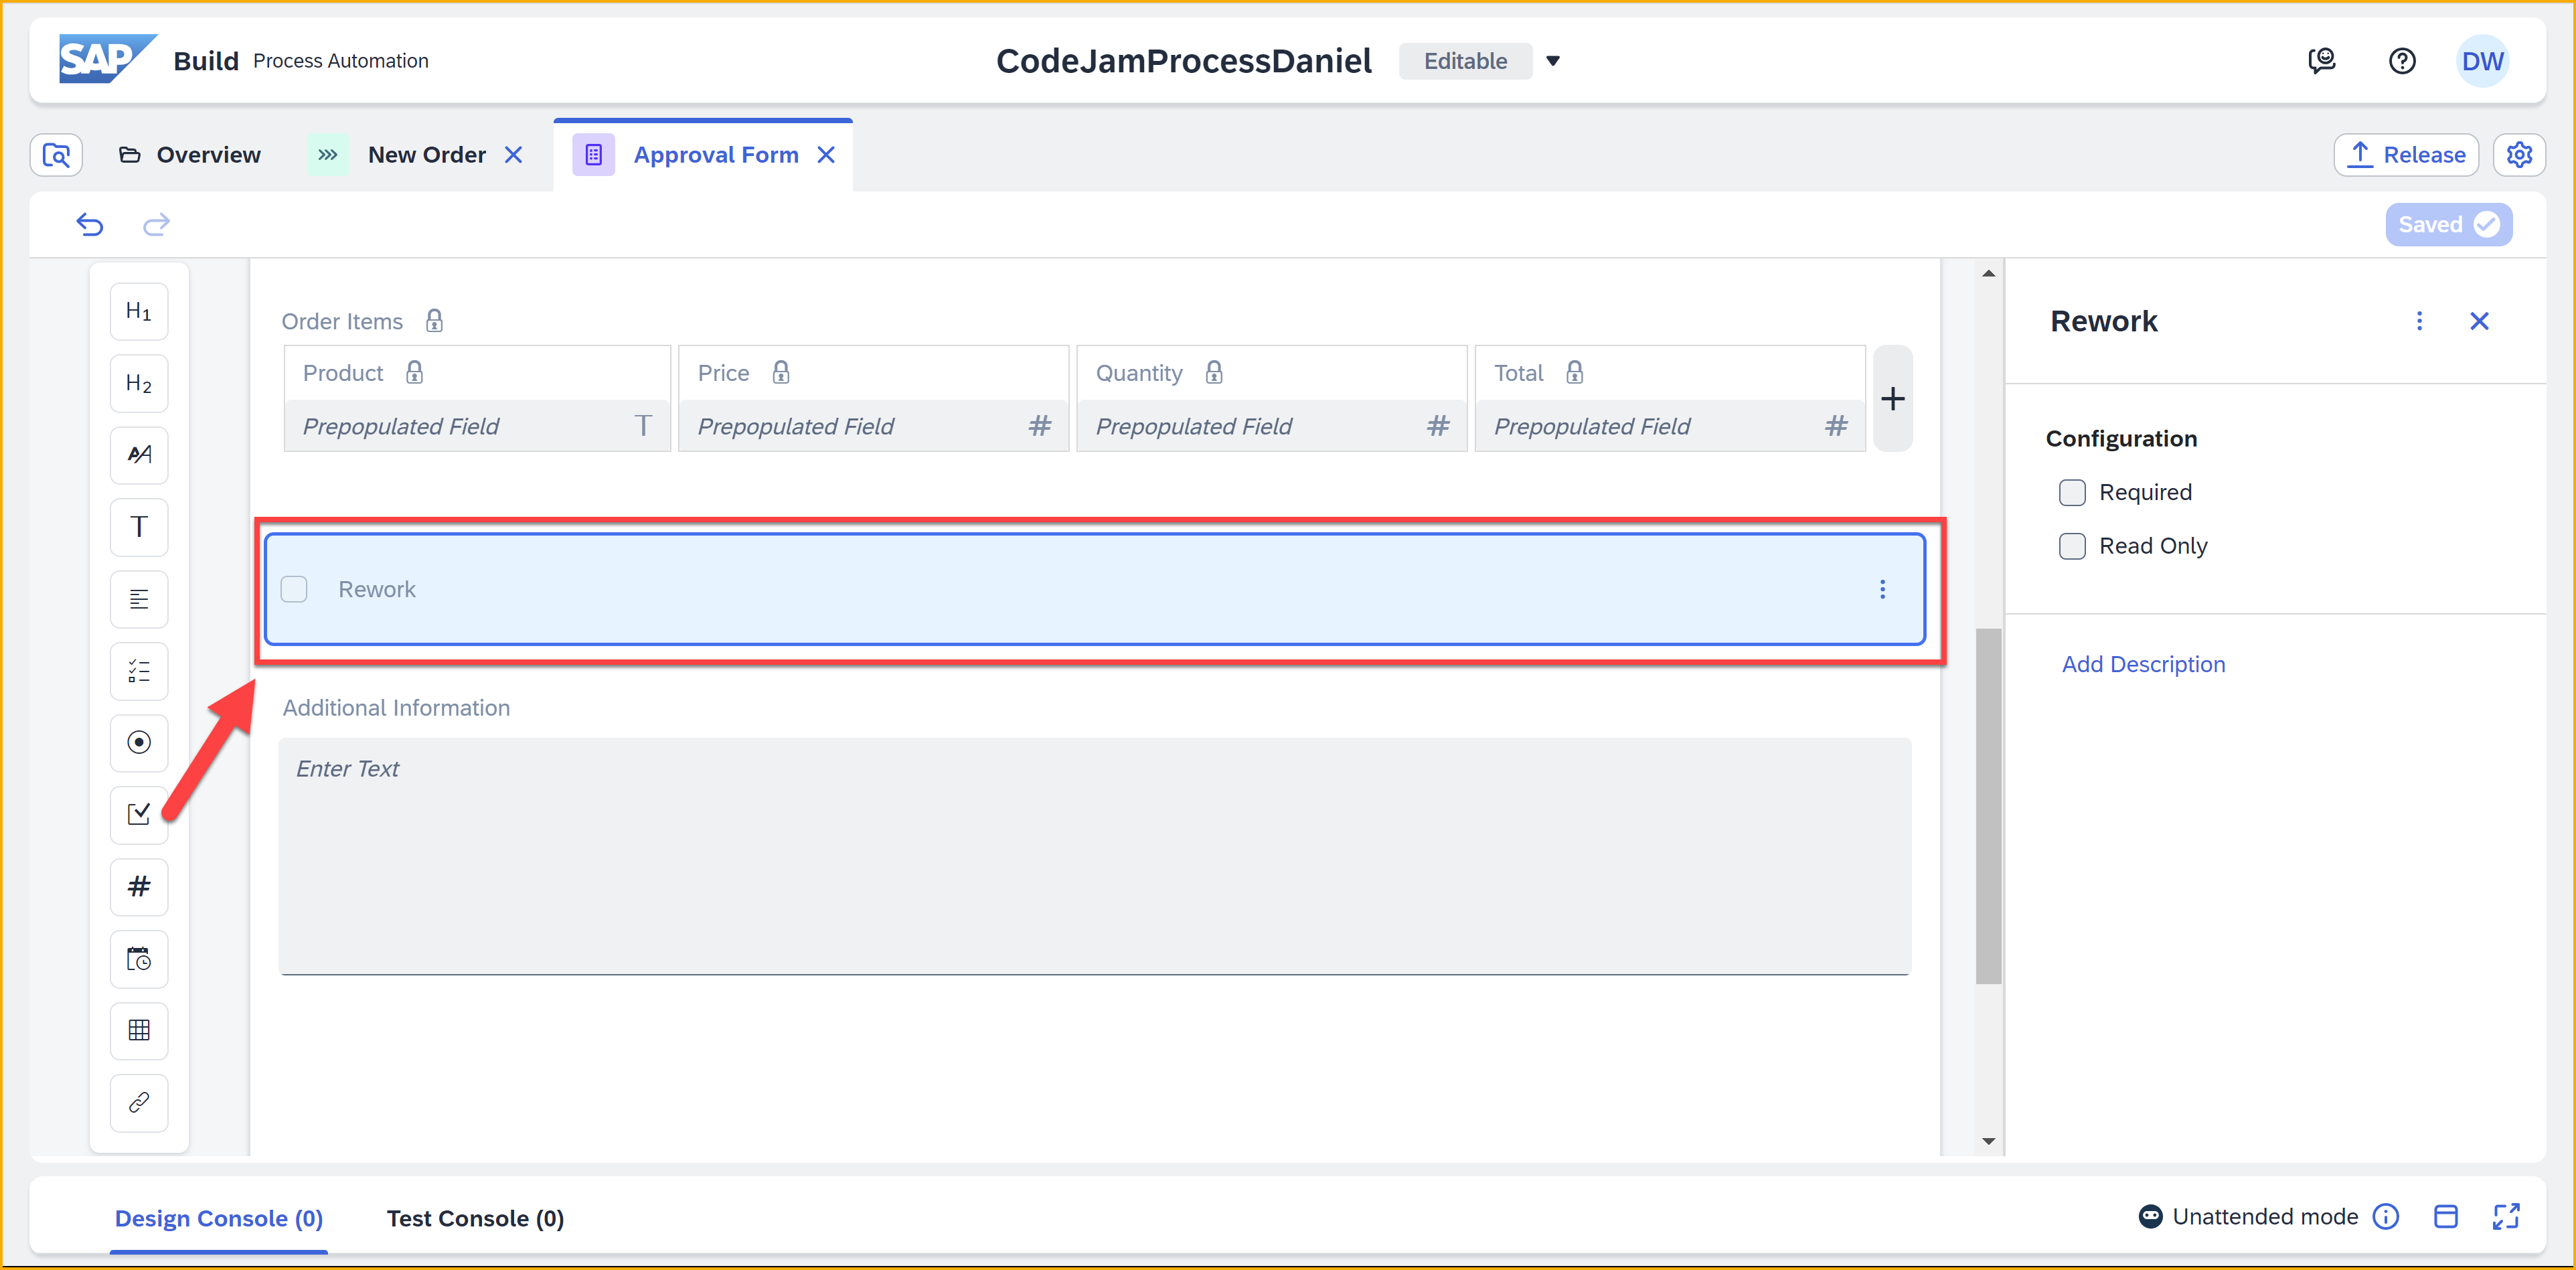 SAP Build Process Automation
CodeJamProcessDaniel Editable
DW
Overview
New Order
Approval Form
Release
Saved
H1
H2
AA
T
#
Order Items
Product Price Quantity Total
Prepopulated Field T Prepopulated Field # Prepopulated Field # Prepopulated Field #
+
Rework
Additional Information
Enter Text
Rework
Configuration
Required
Read Only
Add Description
Design Console (0) Test Console (0)
Unattended mode